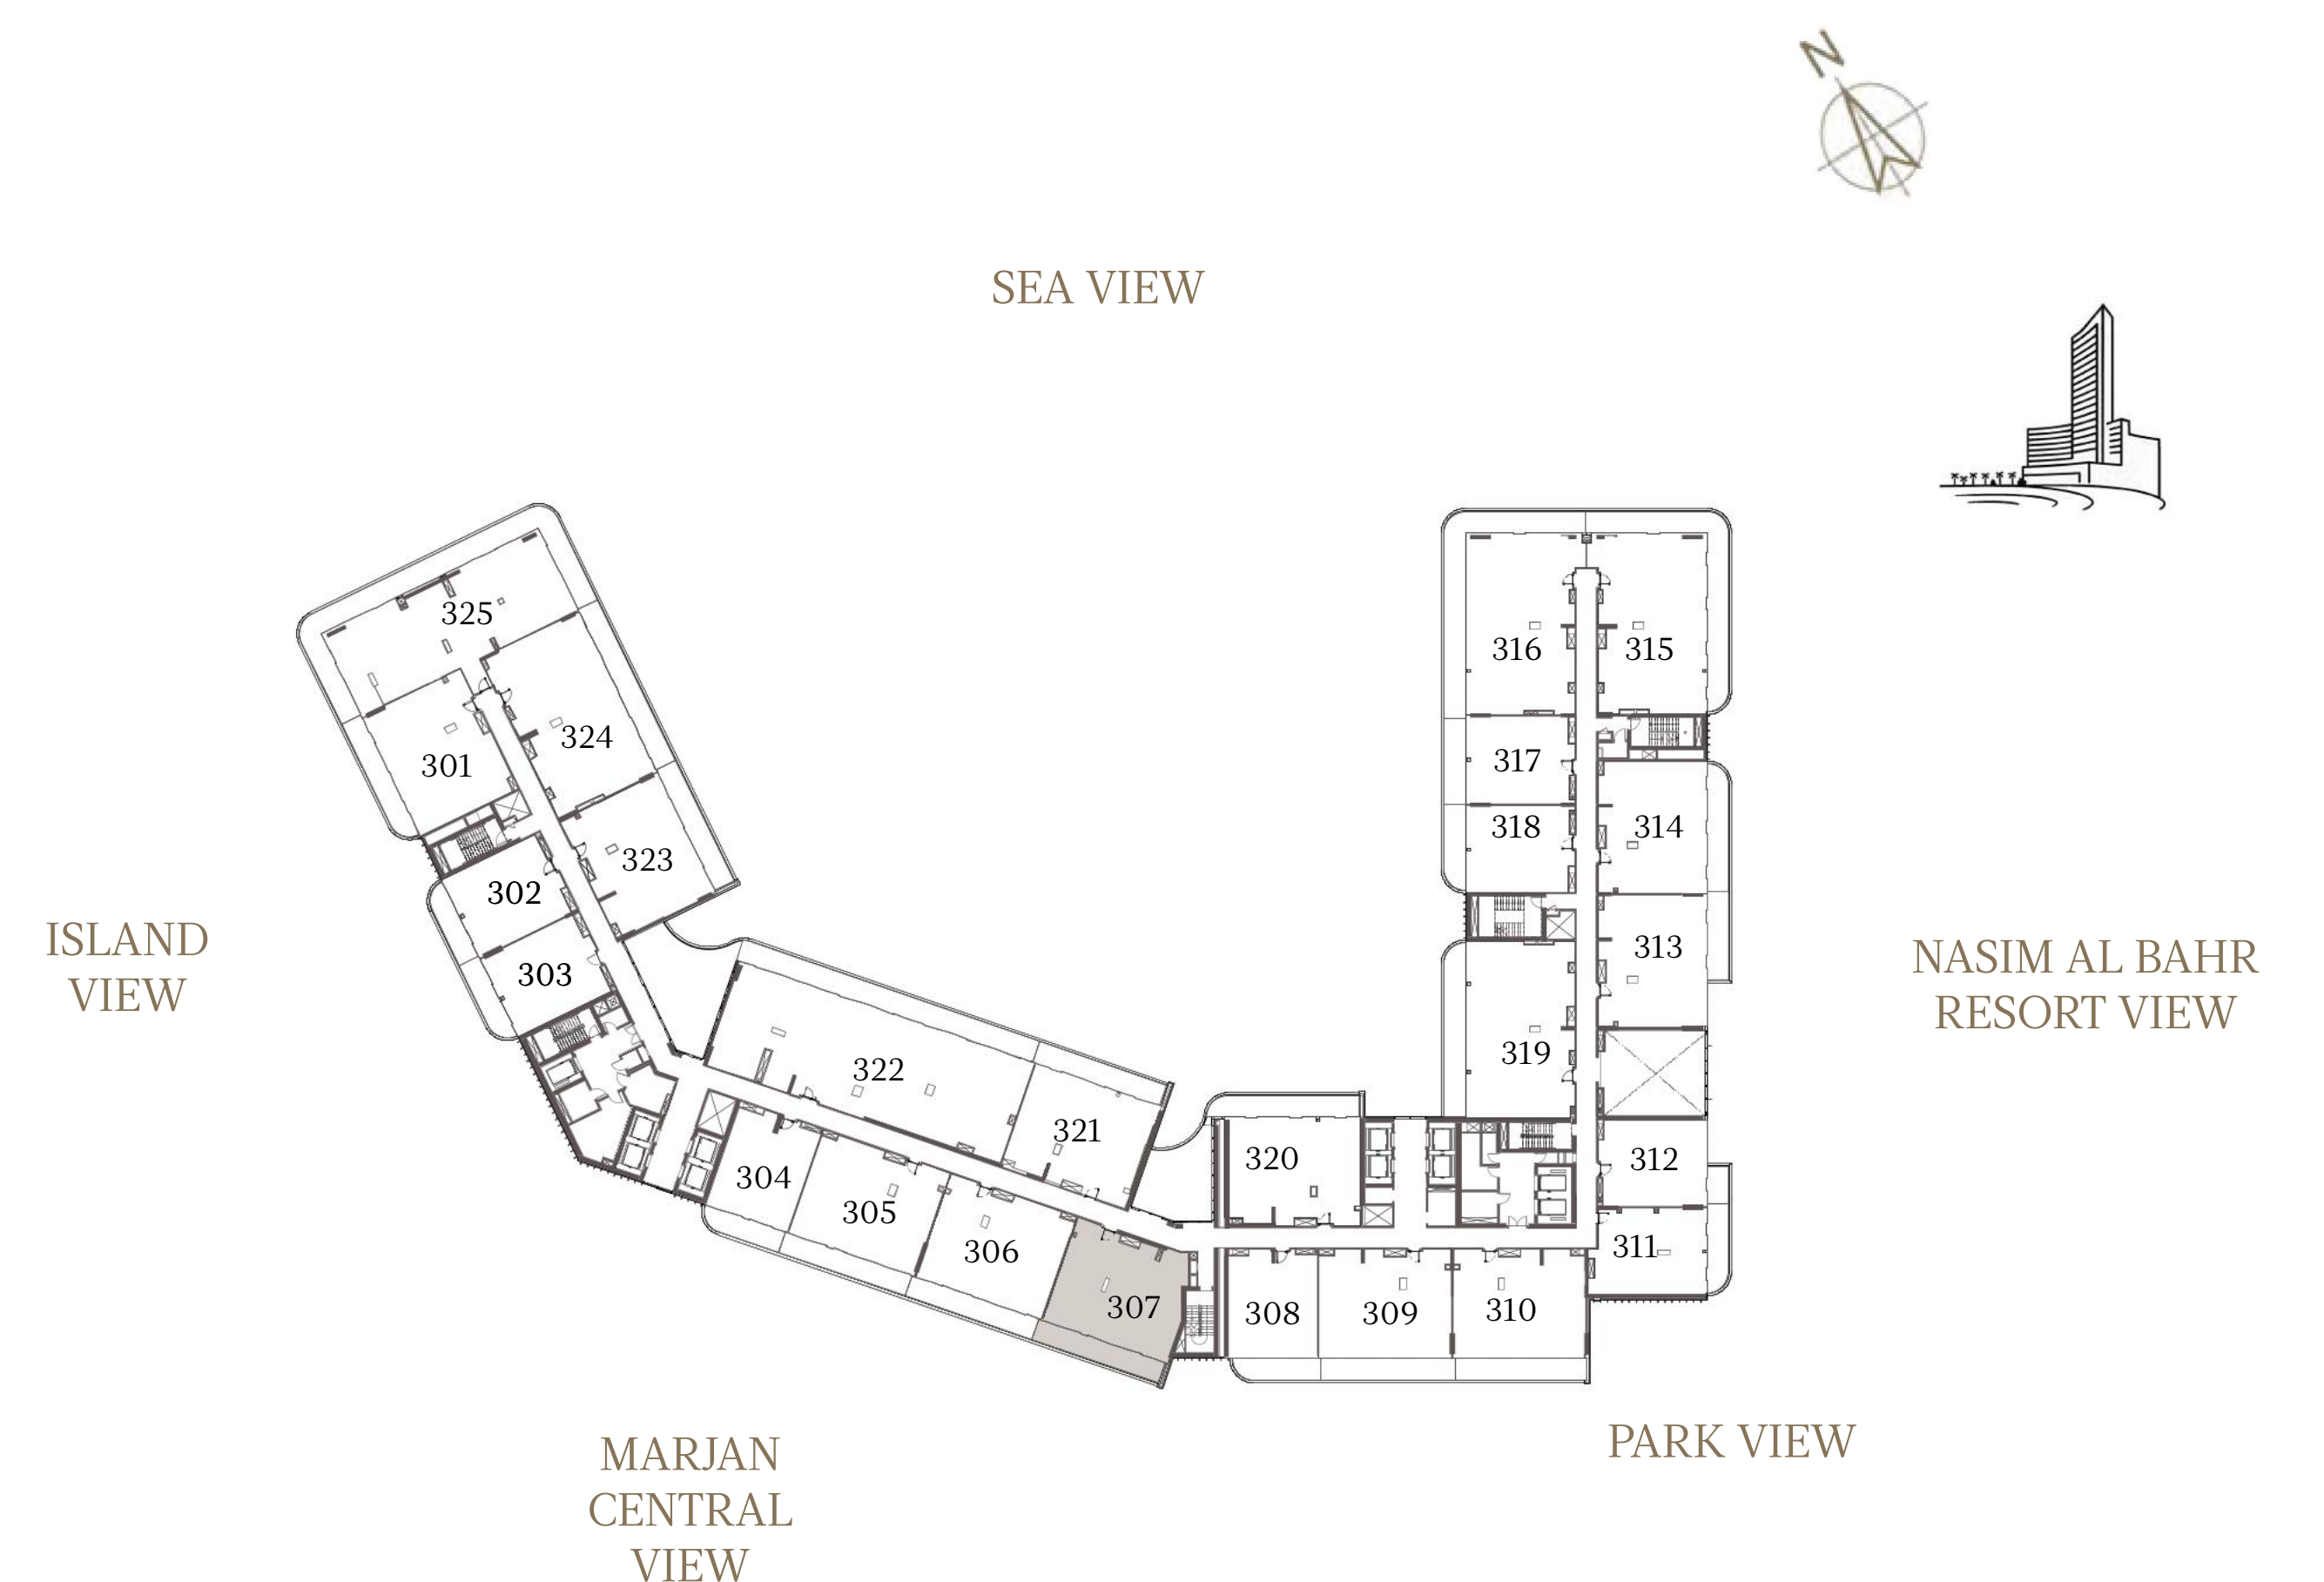 N
SEA VIEW
325
316
315
324
301
317
318
314
323
302
ISLAND
VIEW
303
313
NASIM AL BAHR
RESORT VIEW
322
319
321
320
312
304
305
306
311
307
308
309
310
PARK VIEW
MARJAN
CENTRAL
VIEW